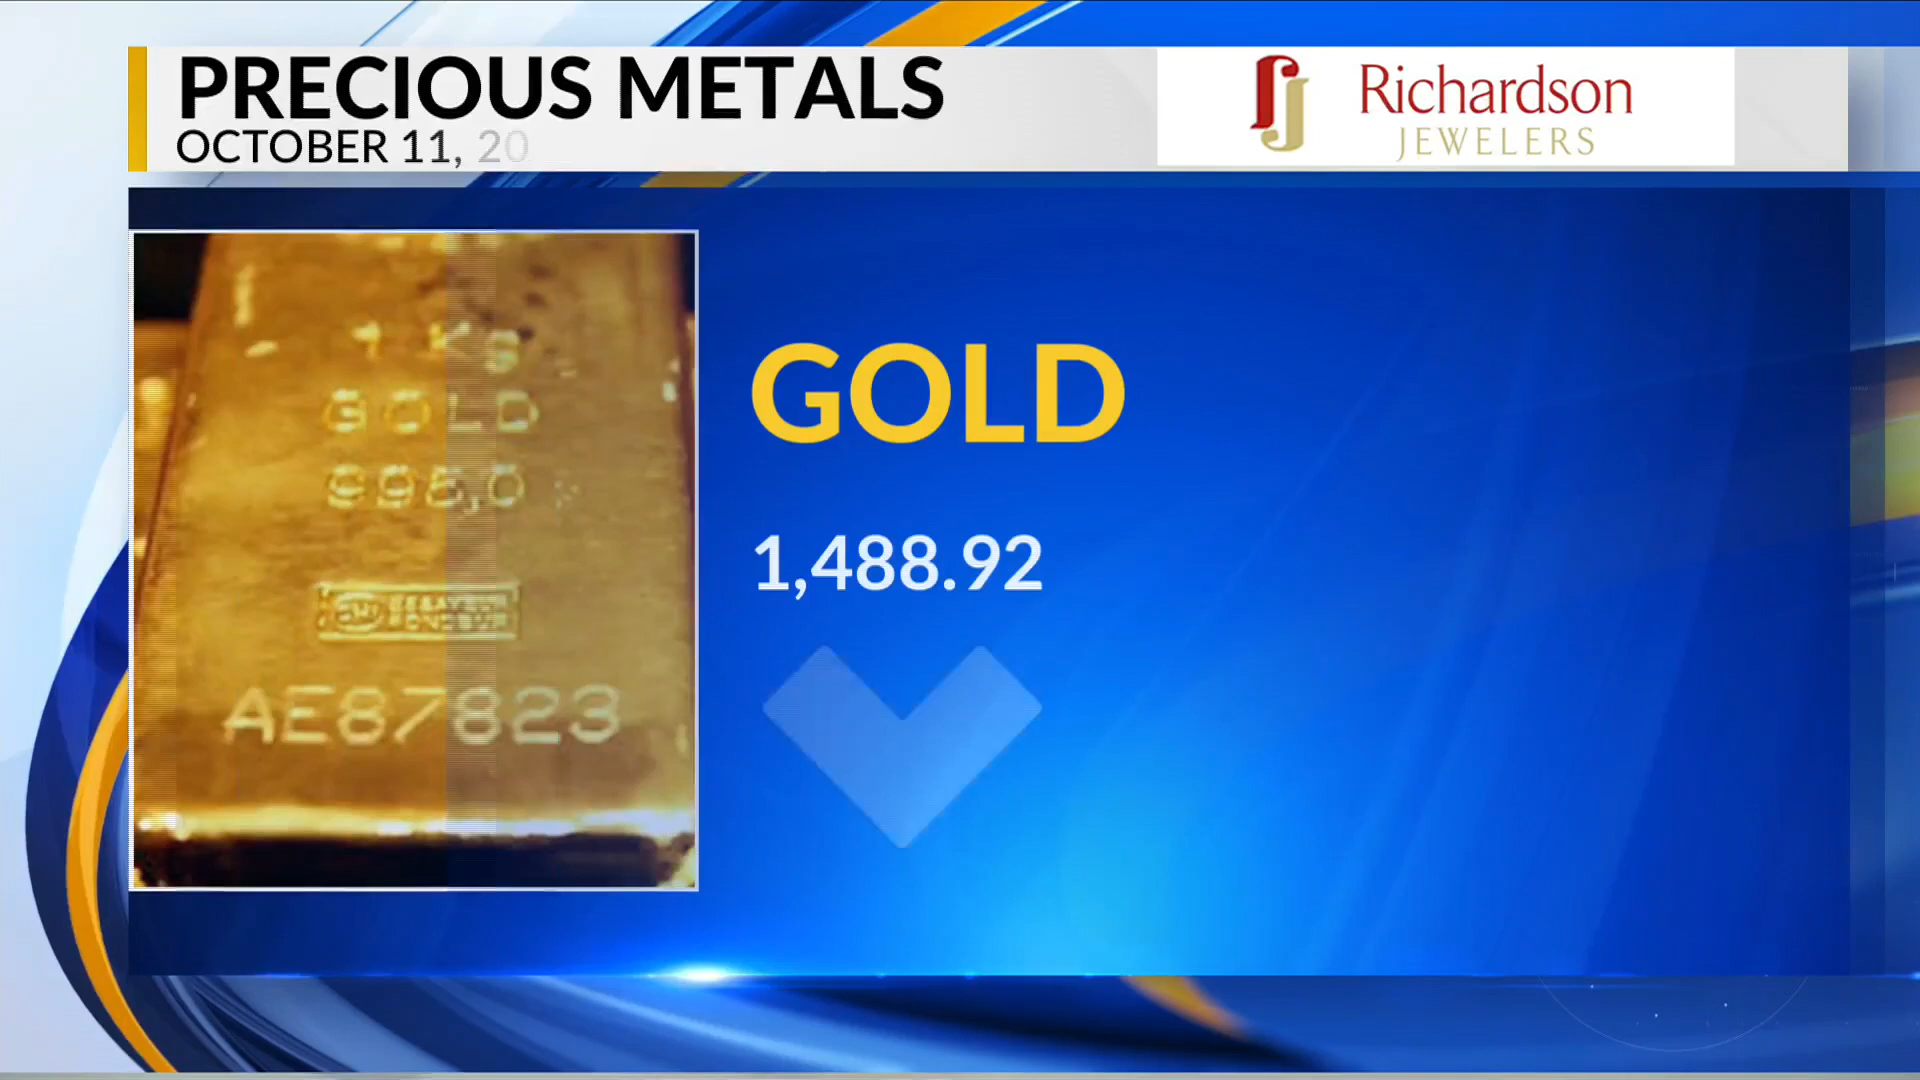 PRECIOUS METALS
OCTOBER 11, 20
Richardson
JEWELERS
GOLD
1,488.92
1 KG
GOLD
995,0
AE87823